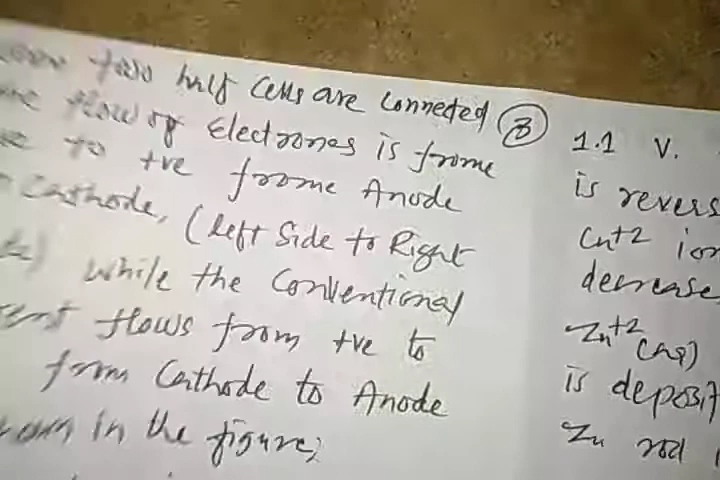 two half cells are connected
flow of Electrones is frome
to +ve frome Anode
Cathode, (left Side to Right
while the Conventional
flows from +ve to
from Cathode to Anode
in the figure;
3
1.1 V.
is revers
Cu+2 ion
decrease
Zn+2 (aq)
is deposit
Zn rod